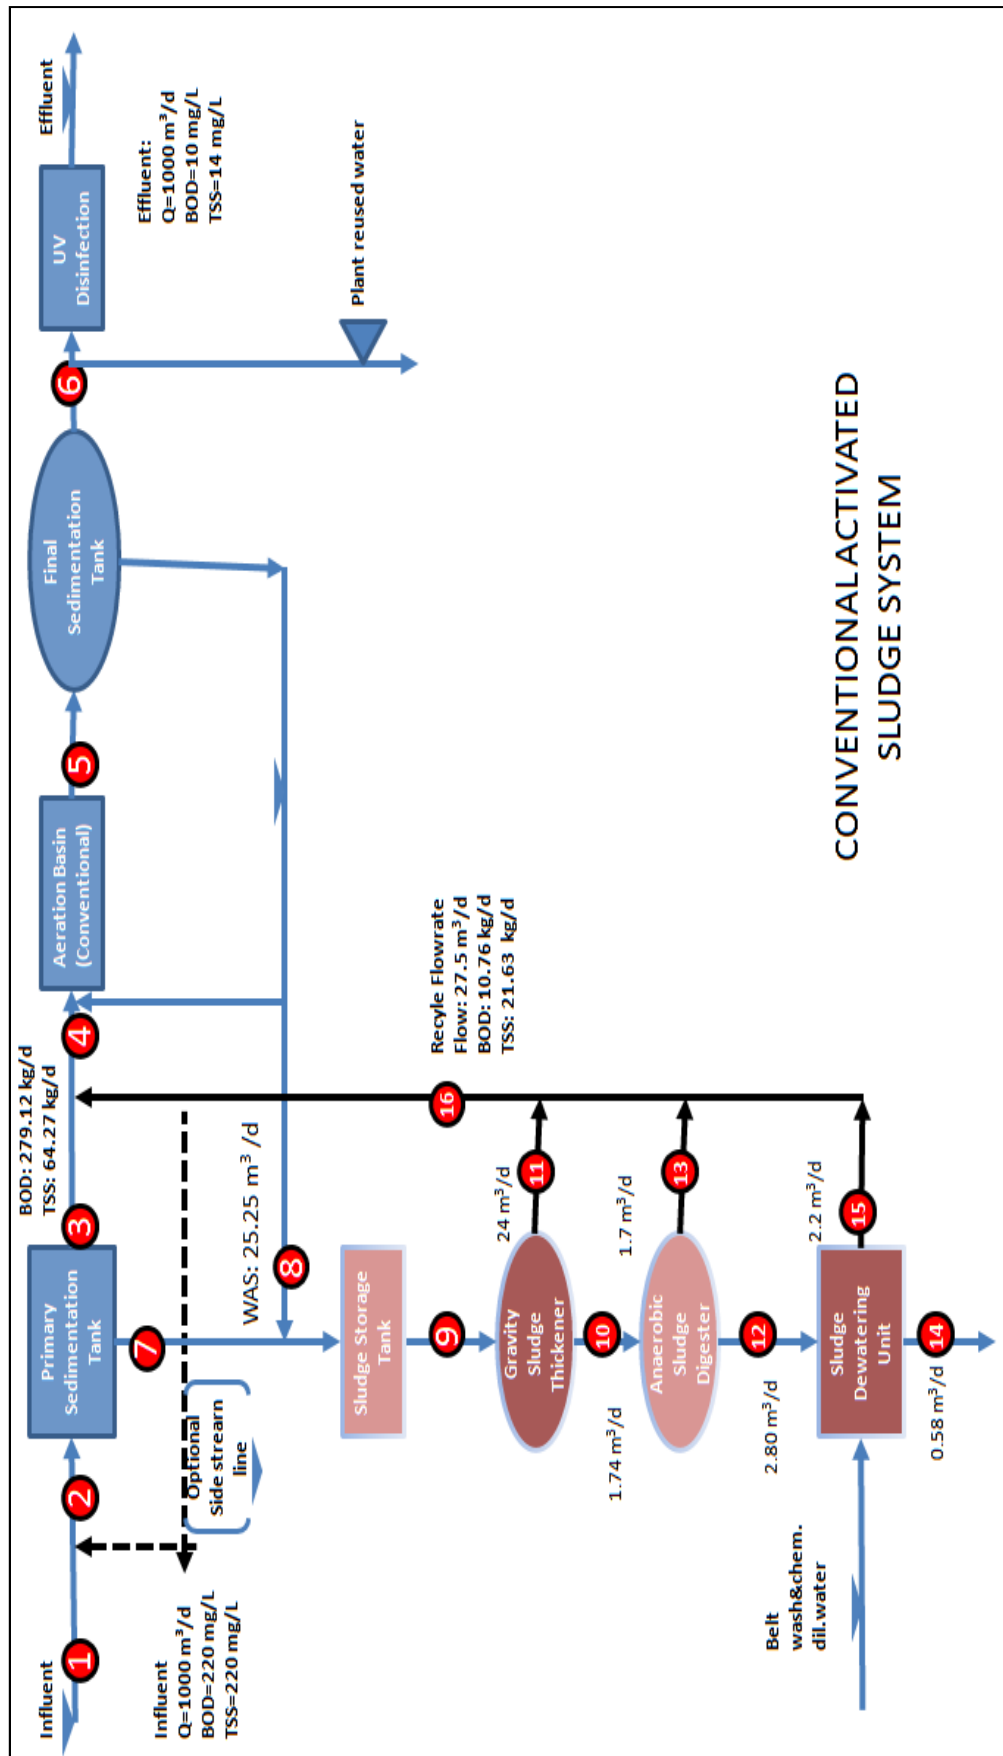 Influent
1
2
Primary
Sedimentation
Tank
3
BOD: 279.12 kg/d
TSS: 64.27 kg/d
4
Aeration Basin
(Conventional)
5
Final
Sedimentation
Tank
6
UV
Disinfection
Effluent
Influent
Q=1000 m³/d
BOD=220 mg/L
TSS=220 mg/L
Optional
Side stream
line
7
WAS: 25.25 m³ /d
8
Effluent:
Q=1000 m³/d
BOD=10 mg/L
TSS=14 mg/L
Plant reused water
Sludge Storage
Tank
9
Recyle Flowrate
Flow: 27.5 m³/d
BOD: 10.76 kg/d
TSS: 21.63 kg/d
16
Gravity
Sludge
Thickener
24 m³/d
11
10
1.74 m³/d
Anaerobic
Sludge
Digester
1.7 m³/d
13
12
2.80 m³/d
Belt
wash&chem.
dil.water
Sludge
Dewatering
Unit
2.2 m³/d
15
14
0.58 m³/d
CONVENTIONAL ACTIVATED
SLUDGE SYSTEM